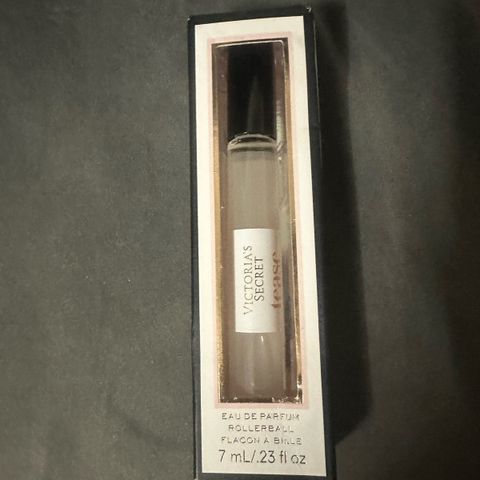 VICTORIA'S
SECRET
tease
EAU DE PARFUM
ROLLERBALL
FLACON À BILLE
7 mL/.23 fl oz